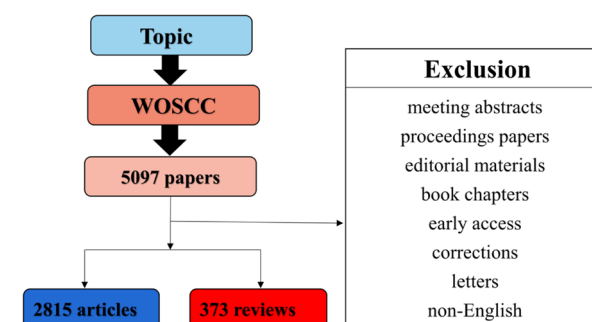 Topic
WOSCC
5097 papers
2815 articles
373 reviews
Exclusion
meeting abstracts
proceedings papers
editorial materials
book chapters
early access
corrections
letters
non-English